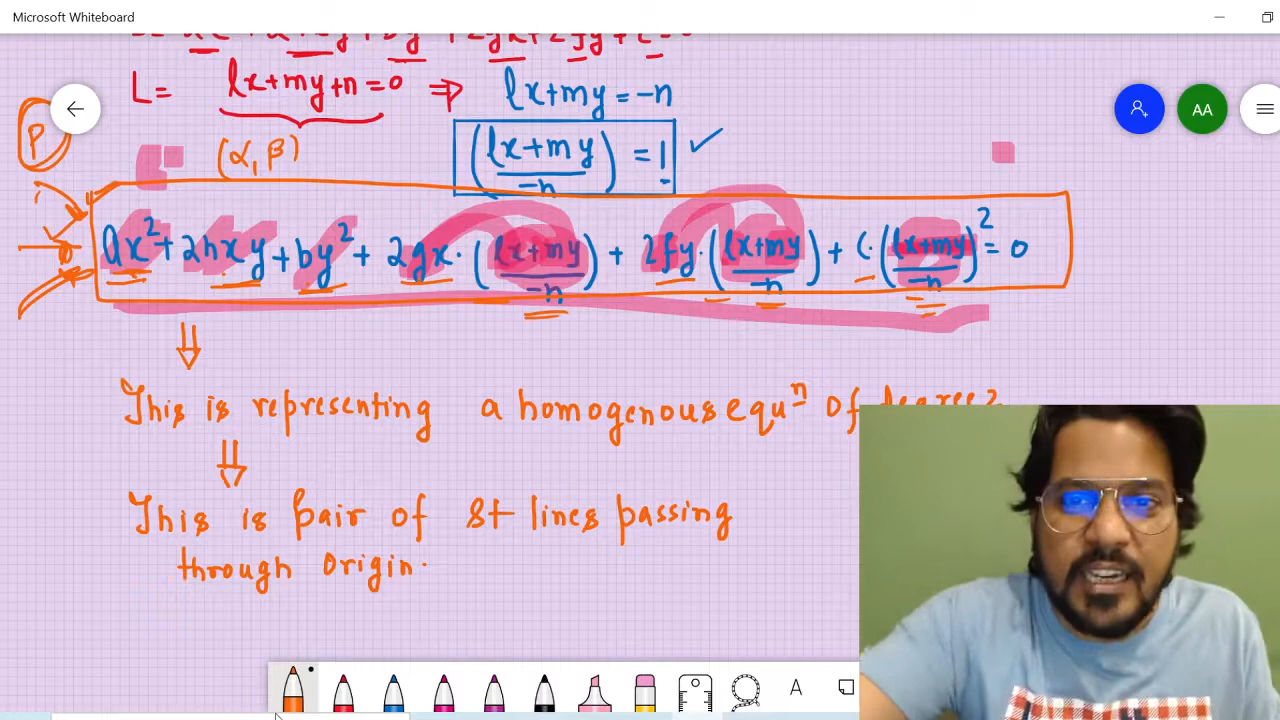 Microsoft Whiteboard
L= lx+my+n=0 ⇒ lx+my=-n
P
AA
(α, β)
((lx+my)/-n) = 1 ✓
ax²+2hxy+by²+ 2gx·((lx+my)/-n) + 2fy·((lx+my)/-n) + C·((lx+my)/-n)² = 0
⇓
This is representing a homogenous equⁿ of
⇓
This is pair of st lines passing
through origin.
A